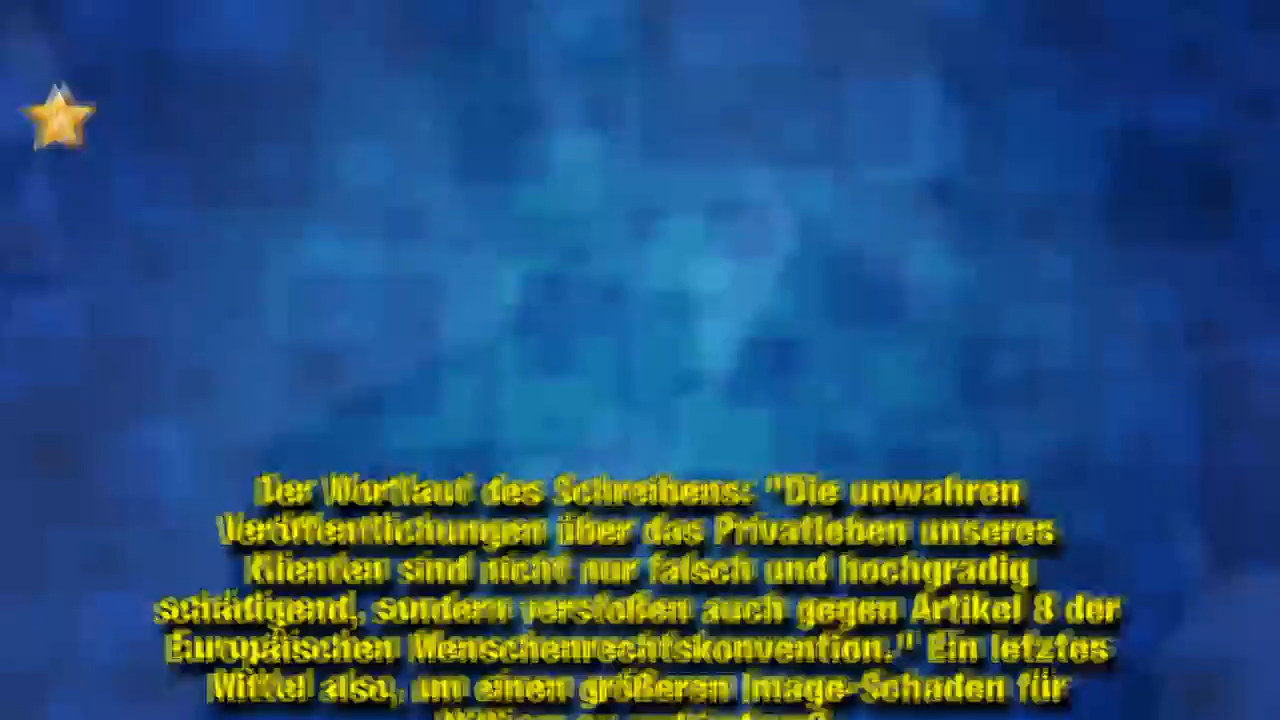 Der Wortlaut des Schreibens: "Die unwahren
Veröffentlichungen über das Privatleben unseres
Klienten sind nicht nur falsch und hochgradig
schädigend, sondern verstoßen auch gegen Artikel 8 der
Europäischen Menschenrechtskonvention." Ein letztes
Mittel also, um einen größeren Image-Schaden für